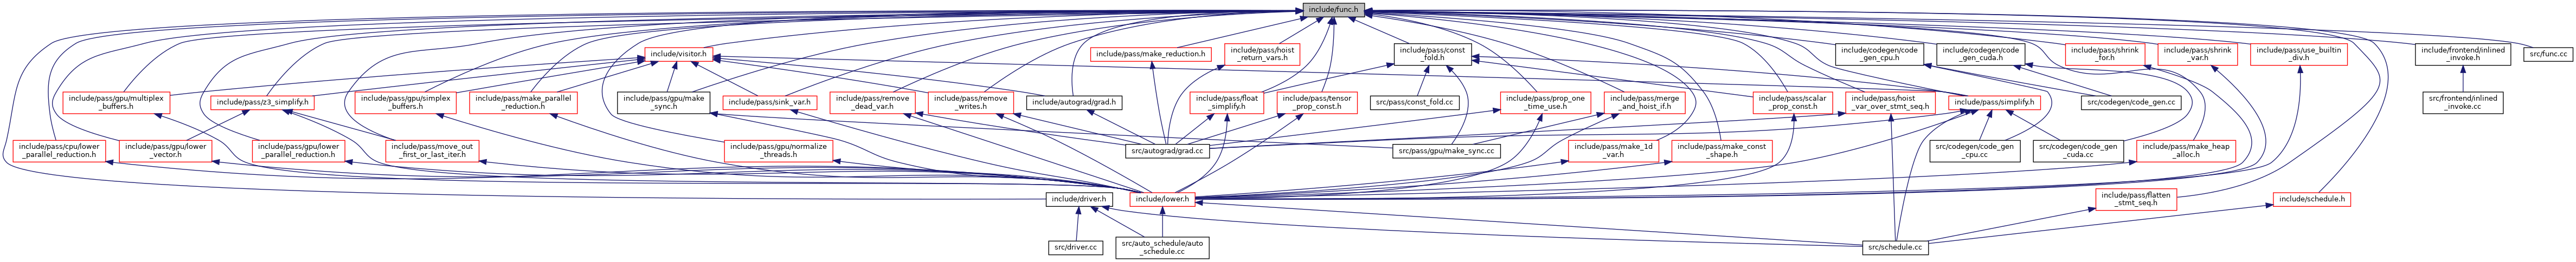 include/func.h
include/visitor.h
include/pass/make_reduction.h
include/pass/hoist
_return_vars.h
include/pass/const
_fold.h
include/codegen/code
_gen_cpu.h
include/codegen/code
_gen_cuda.h
include/pass/shrink
_for.h
include/pass/shrink
_var.h
include/pass/use_builtin
_div.h
include/frontend/inlined
_invoke.h
src/func.cc
include/pass/gpu/multiplex
_buffers.h
include/pass/z3_simplify.h
include/pass/gpu/simplex
_buffers.h
include/pass/make_parallel
_reduction.h
include/pass/gpu/make
_sync.h
include/pass/sink_var.h
include/pass/remove
_dead_var.h
include/pass/remove
_writes.h
include/autograd/grad.h
include/pass/float
_simplify.h
include/pass/tensor
_prop_const.h
src/pass/const_fold.cc
include/pass/prop_one
_time_use.h
include/pass/merge
_and_hoist_if.h
include/pass/scalar
_prop_const.h
include/pass/hoist
_var_over_stmt_seq.h
include/pass/simplify.h
src/codegen/code_gen.cc
src/frontend/inlined
_invoke.cc
include/pass/cpu/lower
_parallel_reduction.h
include/pass/gpu/lower
_vector.h
include/pass/gpu/lower
_parallel_reduction.h
include/pass/move_out
_first_or_last_iter.h
include/pass/gpu/normalize
_threads.h
src/autograd/grad.cc
src/pass/gpu/make_sync.cc
include/pass/make_1d
_var.h
include/pass/make_const
_shape.h
src/codegen/code_gen
_cpu.cc
src/codegen/code_gen
_cuda.cc
include/pass/make_heap
_alloc.h
include/driver.h
include/lower.h
include/pass/flatten
_stmt_seq.h
include/schedule.h
src/driver.cc
src/auto_schedule/auto
_schedule.cc
src/schedule.cc